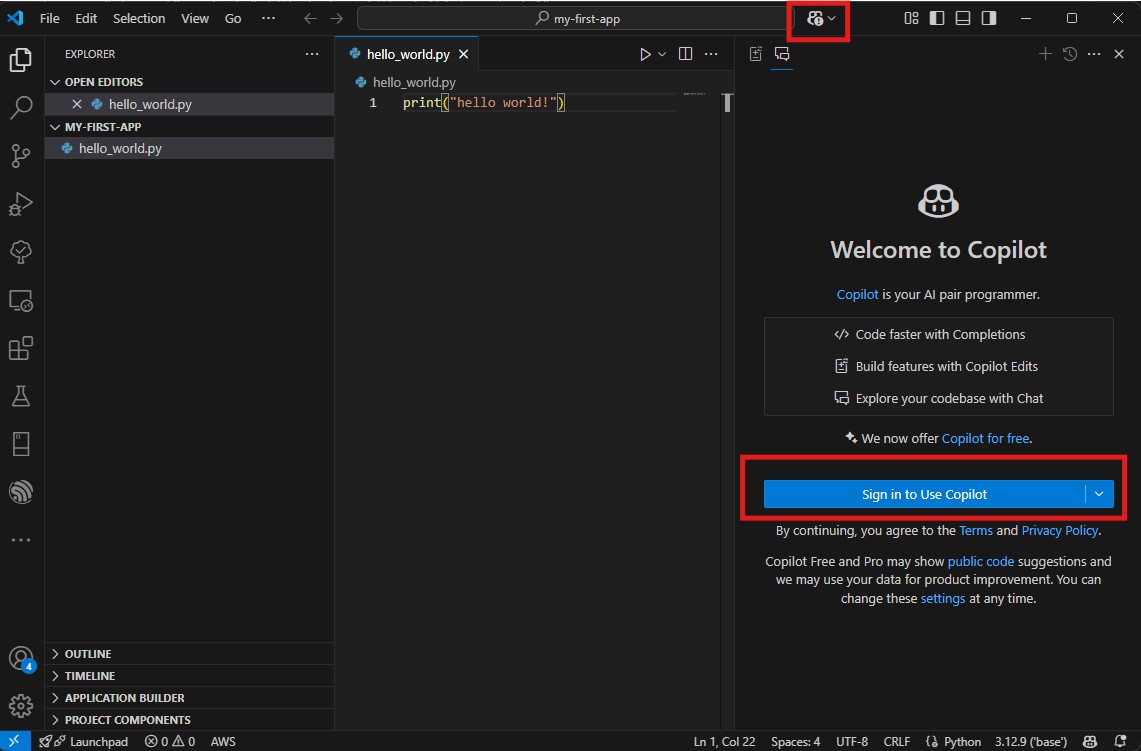 File Edit Selection View Go ··· my-first-app
EXPLORER ···
OPEN EDITORS
hello_world.py
MY-FIRST-APP
hello_world.py
OUTLINE
TIMELINE
APPLICATION BUILDER
PROJECT COMPONENTS
hello_world.py
hello_world.py
1 print("hello world!")
Welcome to Copilot
Copilot is your AI pair programmer.
Code faster with Completions
Build features with Copilot Edits
Explore your codebase with Chat
We now offer Copilot for free.
Sign in to Use Copilot
By continuing, you agree to the Terms and Privacy Policy.
Copilot Free and Pro may show public code suggestions and
we may use your data for product improvement. You can
change these settings at any time.
4
Launchpad 0 0 AWS Ln 1, Col 22 Spaces: 4 UTF-8 CRLF {} Python 3.12.9 ('base')